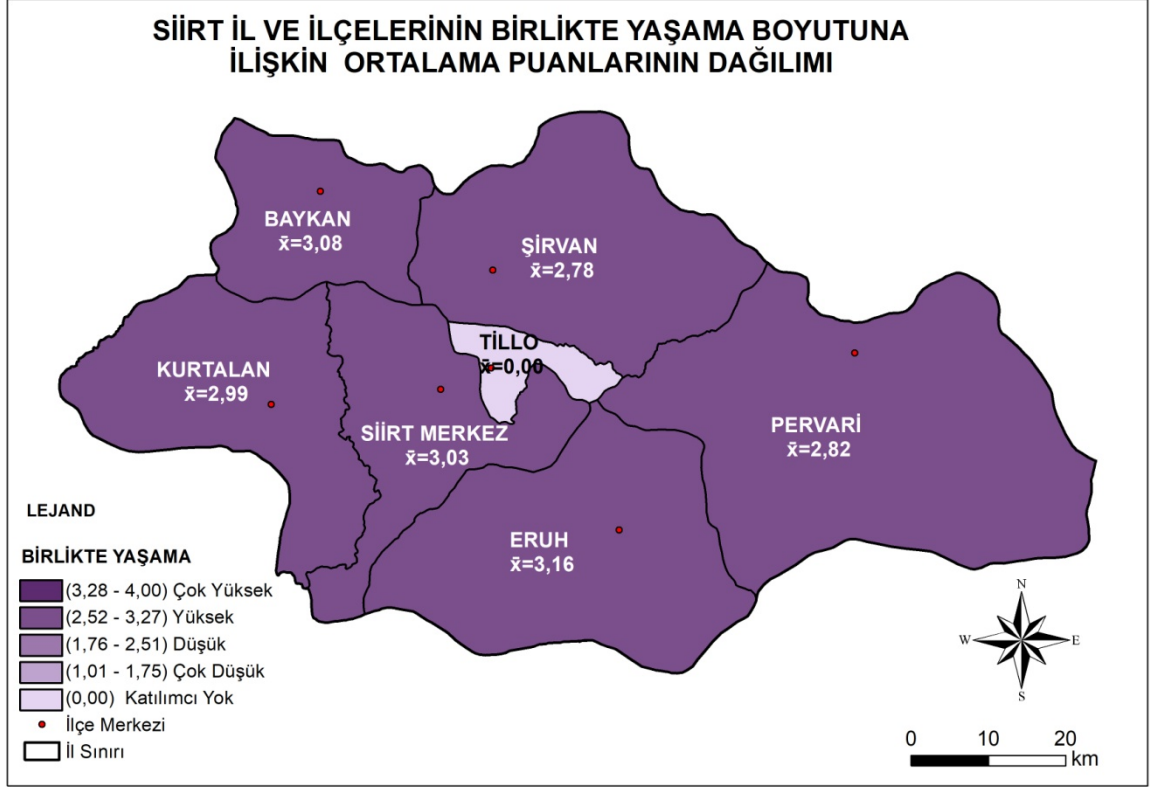 SİİRT İL VE İLÇELERİNİN BİRLİKTE YAŞAMA BOYUTUNA
İLİŞKİN ORTALAMA PUANLARININ DAĞILIMI
BAYKAN
x̄=3,08
ŞİRVAN
x̄=2,78
TİLLO
x̄=0,00
KURTALAN
x̄=2,99
SİİRT MERKEZ
x̄=3,03
PERVARİ
x̄=2,82
ERUH
x̄=3,16
LEJAND
BİRLİKTE YAŞAMA
(3,28 - 4,00) Çok Yüksek
(2,52 - 3,27) Yüksek
(1,76 - 2,51) Düşük
(1,01 - 1,75) Çok Düşük
(0,00) Katılımcı Yok
İlçe Merkezi
İl Sınırı
N
W E
S
0 10 20
km